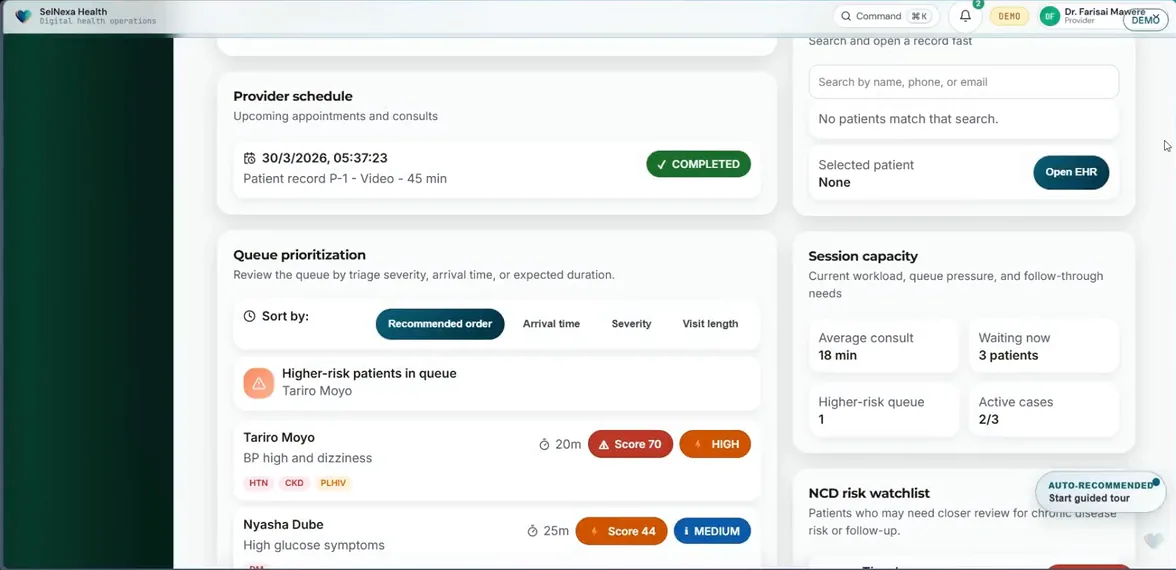 SeiNexa Health
Digital health operations
Command ⌘K
2
DEMO
DF
Dr. Farisai Mawere
Provider
DEMO
Search and open a record fast
Search by name, phone, or email
No patients match that search.
Selected patient
None
Open EHR
Provider schedule
Upcoming appointments and consults
30/3/2026, 05:37:23
✓ COMPLETED
Patient record P-1 - Video - 45 min
Queue prioritization
Review the queue by triage severity, arrival time, or expected duration.
Sort by:
Recommended order
Arrival time
Severity
Visit length
Higher-risk patients in queue
Tariro Moyo
Tariro Moyo
20m
Score 70
HIGH
BP high and dizziness
HTN
CKD
PLHIV
Nyasha Dube
25m
Score 44
MEDIUM
High glucose symptoms
DM
Session capacity
Current workload, queue pressure, and follow-through
needs
Average consult
18 min
Waiting now
3 patients
Higher-risk queue
1
Active cases
2/3
NCD risk watchlist
Patients who may need closer review for chronic disease
risk or follow-up.
AUTO-RECOMMENDED
Start guided tour